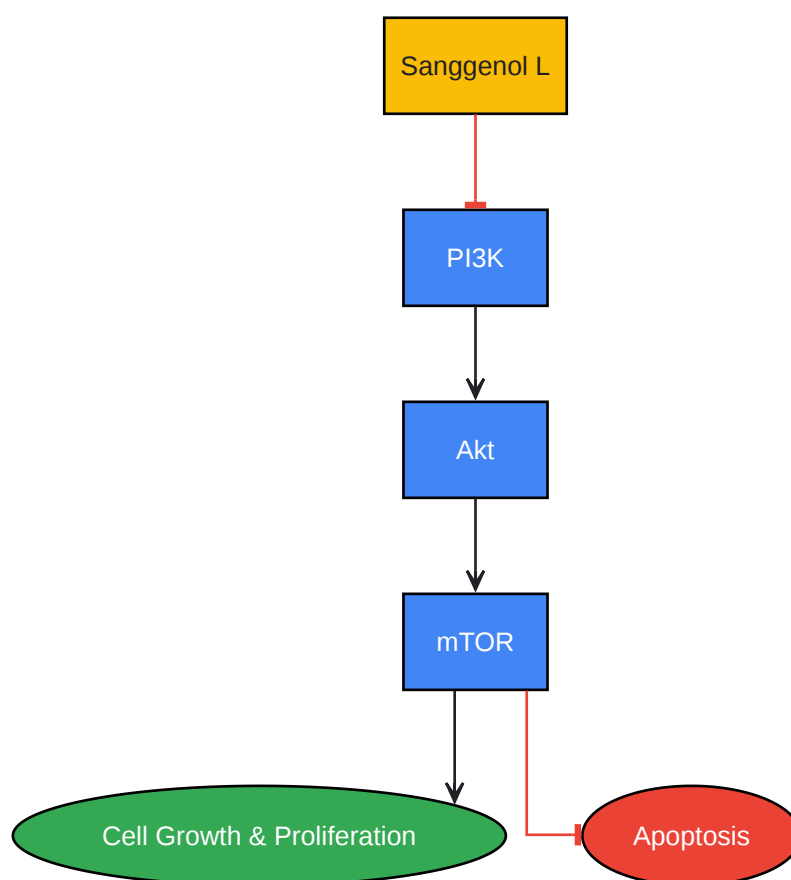 Sanggenol L
PI3K
Akt
mTOR
Cell Growth & Proliferation
Apoptosis